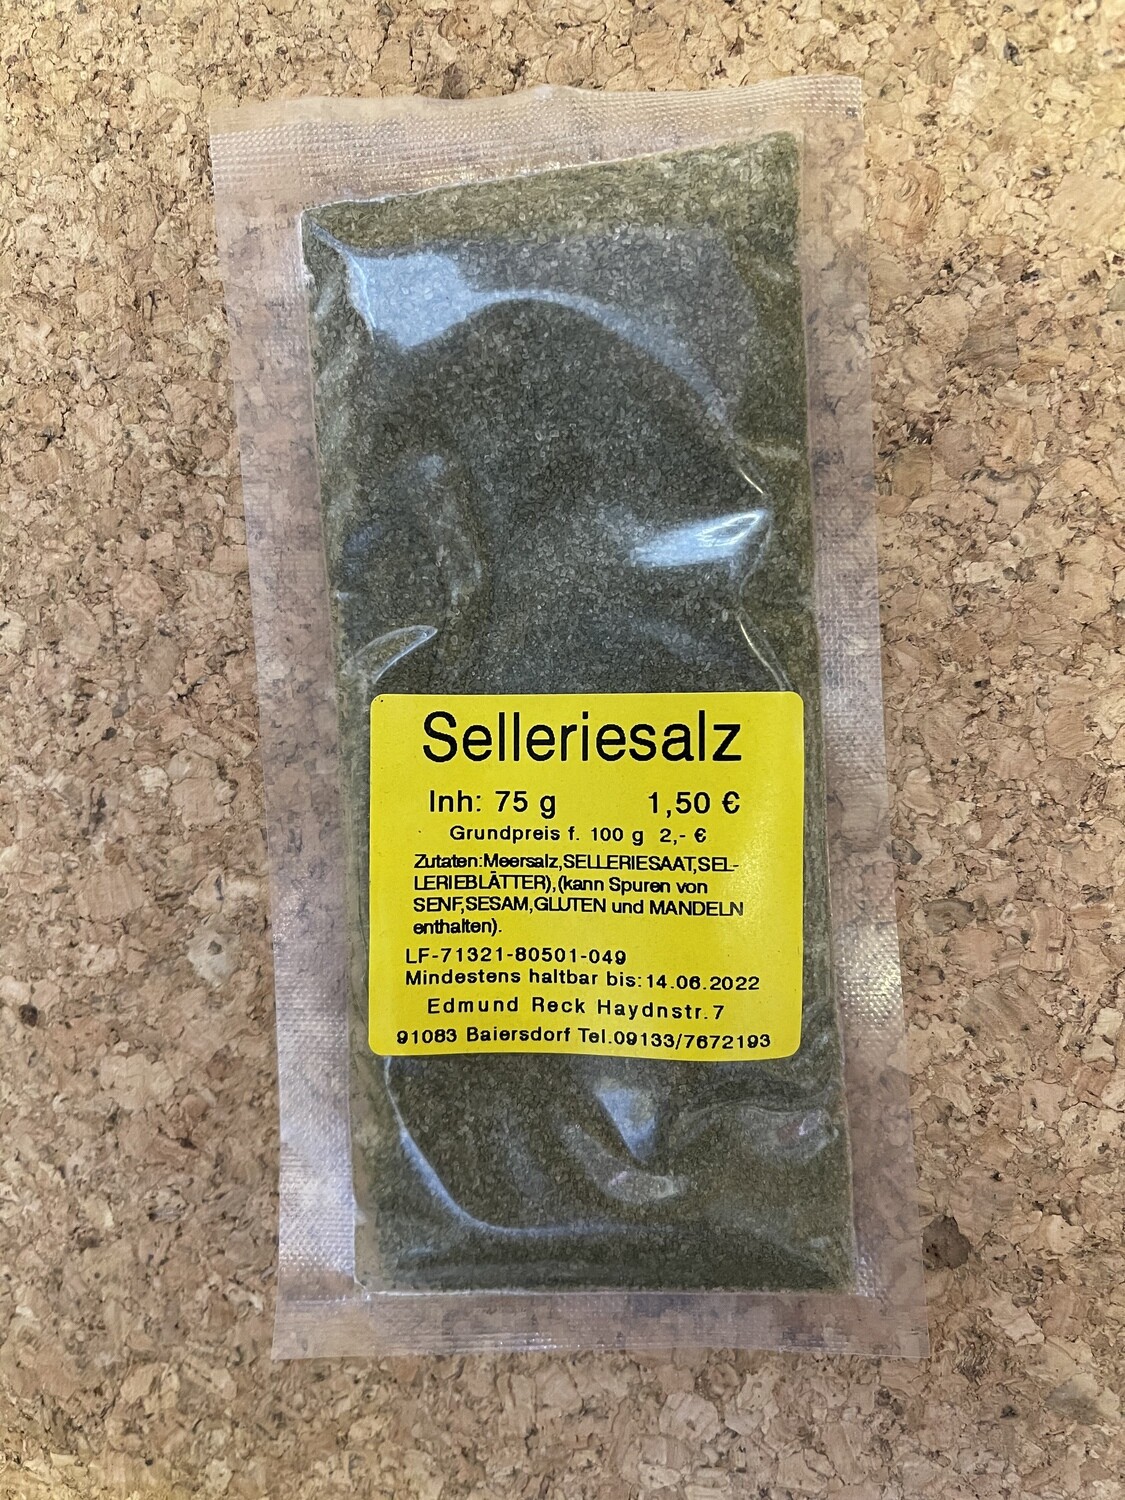 Selleriesalz
Inh: 75 g 1,50 €
Grundpreis f. 100 g 2,- €
Zutaten:Meersalz,SELLERIESAAT,SEL-
LERIEBLÄTTER),(kann Spuren von
SENF,SESAM,GLUTEN und MANDELN
enthalten).
LF-71321-80501-049
Mindestens haltbar bis:14.06.2022
Edmund Reck Haydnstr.7
91083 Baiersdorf Tel.09133/7672193